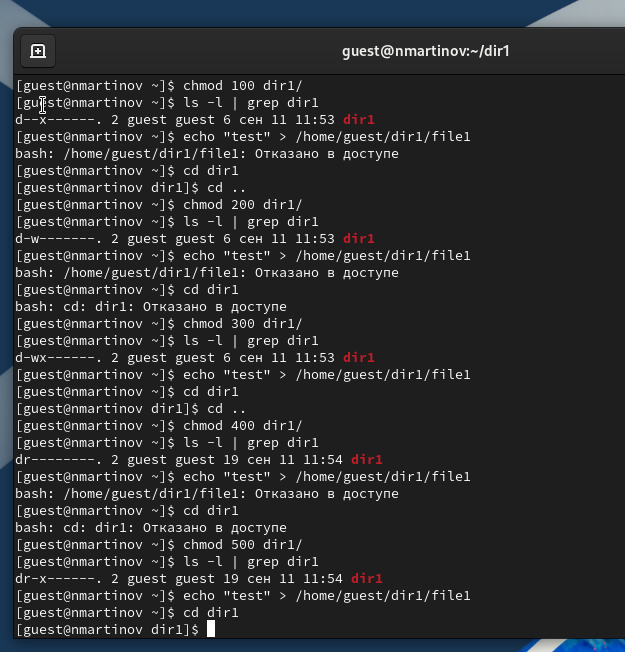 guest@nmartinov:~/dir1
[guest@nmartinov ~]$ chmod 100 dir1/
[guest@nmartinov ~]$ ls -l | grep dir1
d--x------. 2 guest guest 6 сен 11 11:53 dir1
[guest@nmartinov ~]$ echo "test" > /home/guest/dir1/file1
bash: /home/guest/dir1/file1: Отказано в доступе
[guest@nmartinov ~]$ cd dir1
[guest@nmartinov dir1]$ cd ..
[guest@nmartinov ~]$ chmod 200 dir1/
[guest@nmartinov ~]$ ls -l | grep dir1
d-w-------. 2 guest guest 6 сен 11 11:53 dir1
[guest@nmartinov ~]$ echo "test" > /home/guest/dir1/file1
bash: /home/guest/dir1/file1: Отказано в доступе
[guest@nmartinov ~]$ cd dir1
bash: cd: dir1: Отказано в доступе
[guest@nmartinov ~]$ chmod 300 dir1/
[guest@nmartinov ~]$ ls -l | grep dir1
d-wx------. 2 guest guest 6 сен 11 11:53 dir1
[guest@nmartinov ~]$ echo "test" > /home/guest/dir1/file1
[guest@nmartinov ~]$ cd dir1
[guest@nmartinov dir1]$ cd ..
[guest@nmartinov ~]$ chmod 400 dir1/
[guest@nmartinov ~]$ ls -l | grep dir1
dr--------. 2 guest guest 19 сен 11 11:54 dir1
[guest@nmartinov ~]$ echo "test" > /home/guest/dir1/file1
bash: /home/guest/dir1/file1: Отказано в доступе
[guest@nmartinov ~]$ cd dir1
bash: cd: dir1: Отказано в доступе
[guest@nmartinov ~]$ chmod 500 dir1/
[guest@nmartinov ~]$ ls -l | grep dir1
dr-x------. 2 guest guest 19 сен 11 11:54 dir1
[guest@nmartinov ~]$ echo "test" > /home/guest/dir1/file1
[guest@nmartinov ~]$ cd dir1
[guest@nmartinov dir1]$